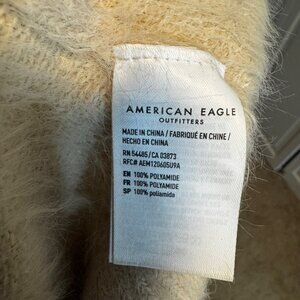 AMERICAN EAGLE
OUTFITTERS
MADE IN CHINA / FABRIQUÉ EN CHINE /
HECHO EN CHINA
RN 54485/CA 03873
RFC# AEM120605U9A
EN 100% POLYAMIDE
FR 100% POLYAMIDE
SP 100% poliamida